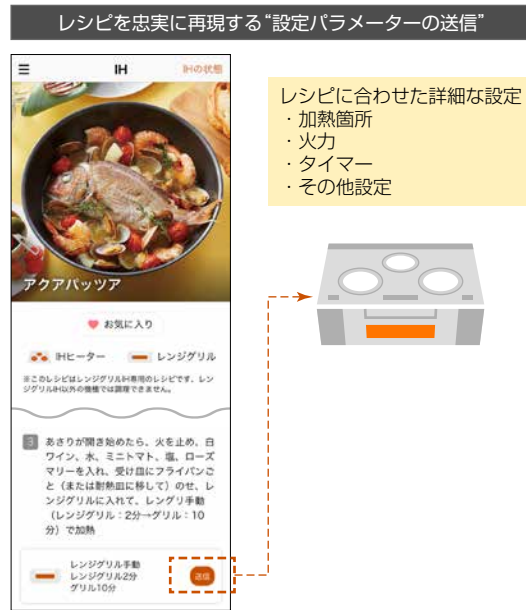 レシピを忠実に再現する“設定パラメーターの送信”
IH
IHの状態
アクアパッツア
お気に入り
IHヒーター
レンジグリル
※このレシピはレンジグリルIH専用のレシピです。レン
ジグリルIH以外の機種では調理できません。
3
あさりが開き始めたら、火を止め、白
ワイン、水、ミニトマト、塩、ローズ
マリーを入れ、受け皿にフライパンご
と（または耐熱皿に移して）のせ、レ
ンジグリルに入れて、レングリ手動
（レンジグリル：2分→グリル：10
分）で加熱
レンジグリル手動
レンジグリル2分
グリル10分
送信
レシピに合わせた詳細な設定
・加熱箇所
・火力
・タイマー
・その他設定